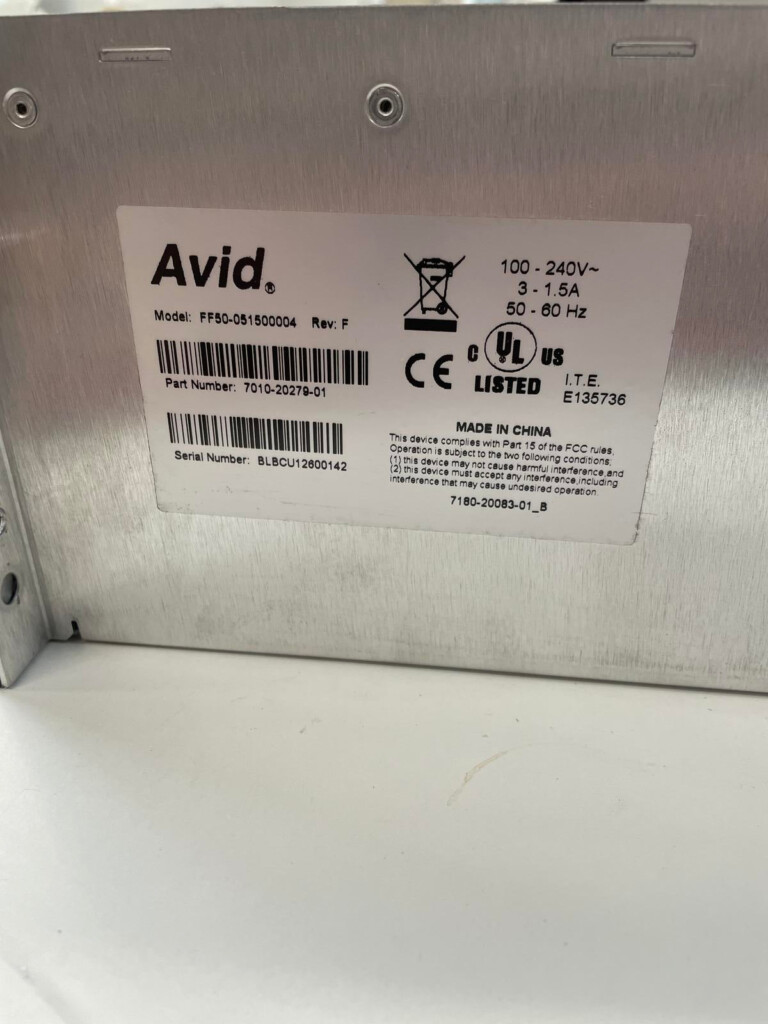 Avid®
Model: FF50-051500004 Rev: F
Part Number: 7010-20279-01
Serial Number: BLBCU12600142
100 - 240V~
3 - 1.5A
50 - 60 Hz
CE
C UL US
LISTED
I.T.E.
E135736
MADE IN CHINA
This device complies with Part 15 of the FCC rules,
Operation is subject to the two following conditions;
(1) this device may not cause harmful interference,and
(2) this device must accept any interference,including
interference that may cause undesired operation.
7180-20083-01_B